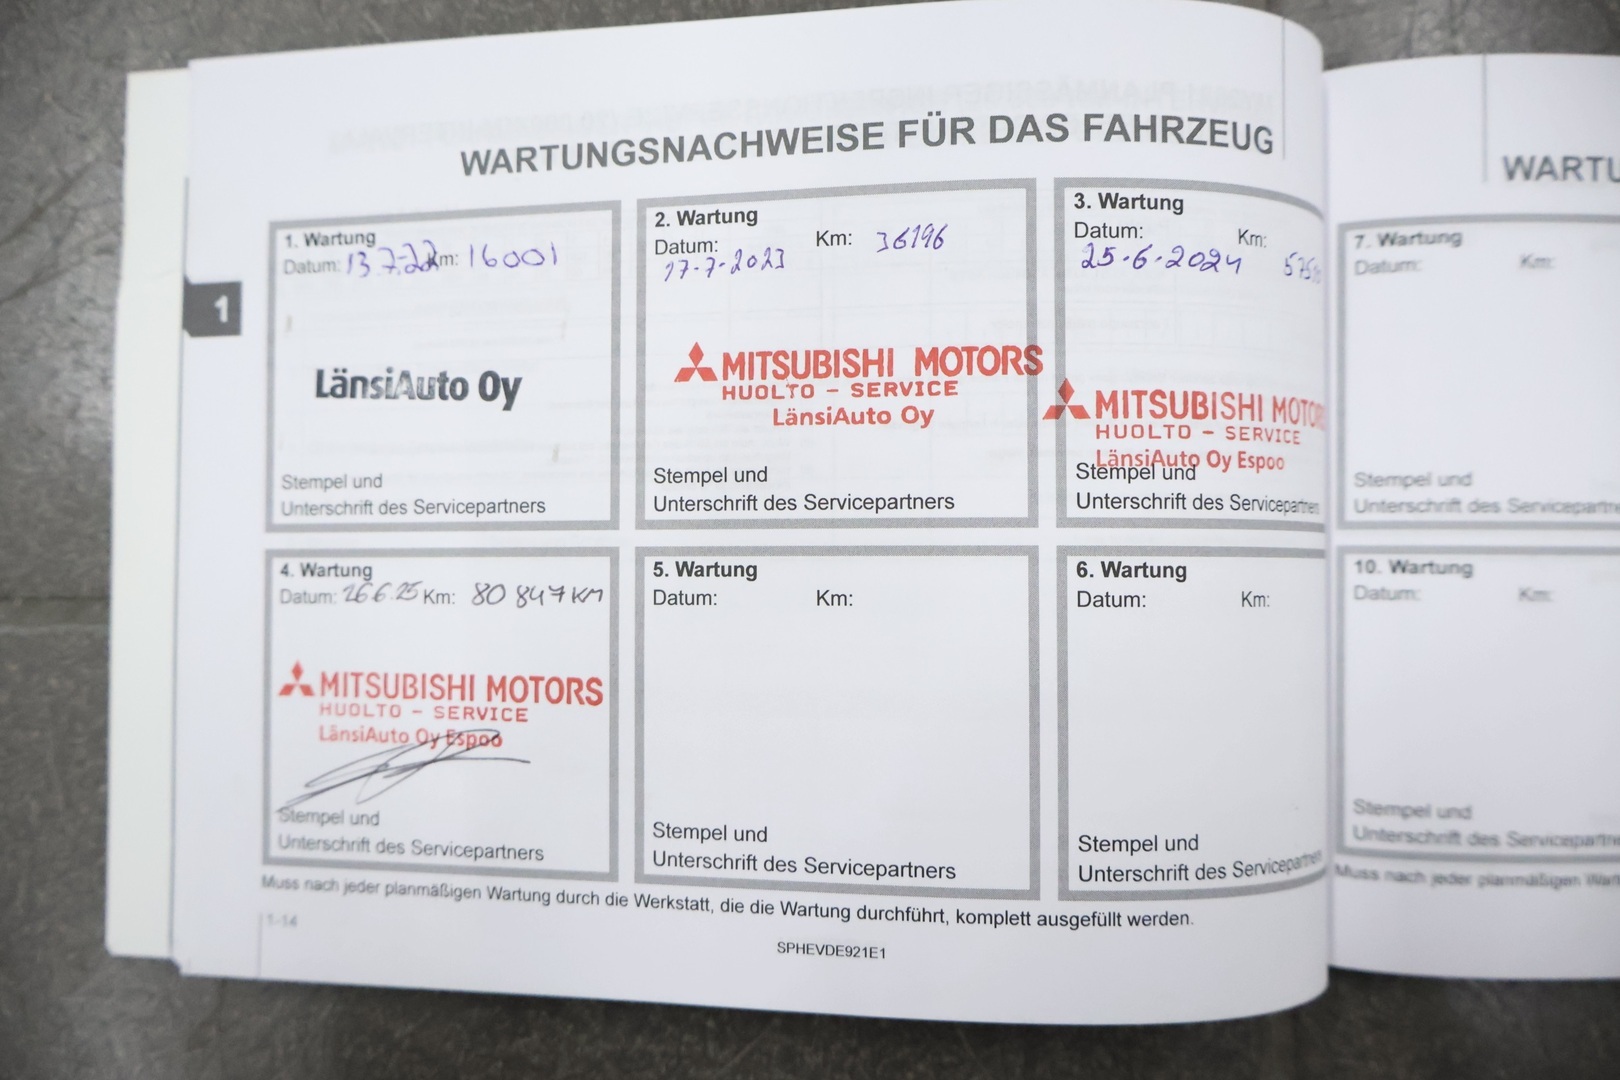 WARTUNGSNACHWEISE FÜR DAS FAHRZEUG
1
1. Wartung
Datum: 13.7.22 Km: 16001
LänsiAuto Oy
Stempel und
Unterschrift des Servicepartners
2. Wartung
Datum: Km: 36196
17-7-2023
MITSUBISHI MOTORS
HUOLTO - SERVICE
LänsiAuto Oy
Stempel und
Unterschrift des Servicepartners
3. Wartung
Datum: Km:
25-6-2024
MITSUBISHI MOTORS
HUOLTO - SERVICE
LänsiAuto Oy Espoo
Stempel und
Unterschrift des Servicepartners
4. Wartung
Datum: 26.6.25 Km: 80 847 KM
MITSUBISHI MOTORS
HUOLTO - SERVICE
LänsiAuto Oy Espoo
Stempel und
Unterschrift des Servicepartners
5. Wartung
Datum: Km:
Stempel und
Unterschrift des Servicepartners
6. Wartung
Datum: Km:
Stempel und
Unterschrift des Servicepartners
Muss nach jeder planmäßigen Wartung durch die Werkstatt, die die Wartung durchführt, komplett ausgefüllt werden.
1-14
SPHEVDE921E1
WARTU
7. Wartung
Datum: Km:
Stempel und
Unterschrift des Servicepartne
10. Wartung
Datum: Km:
Stempel und
Unterschrift des Servicepartne
Muss nach jeder planmäßigen Wart